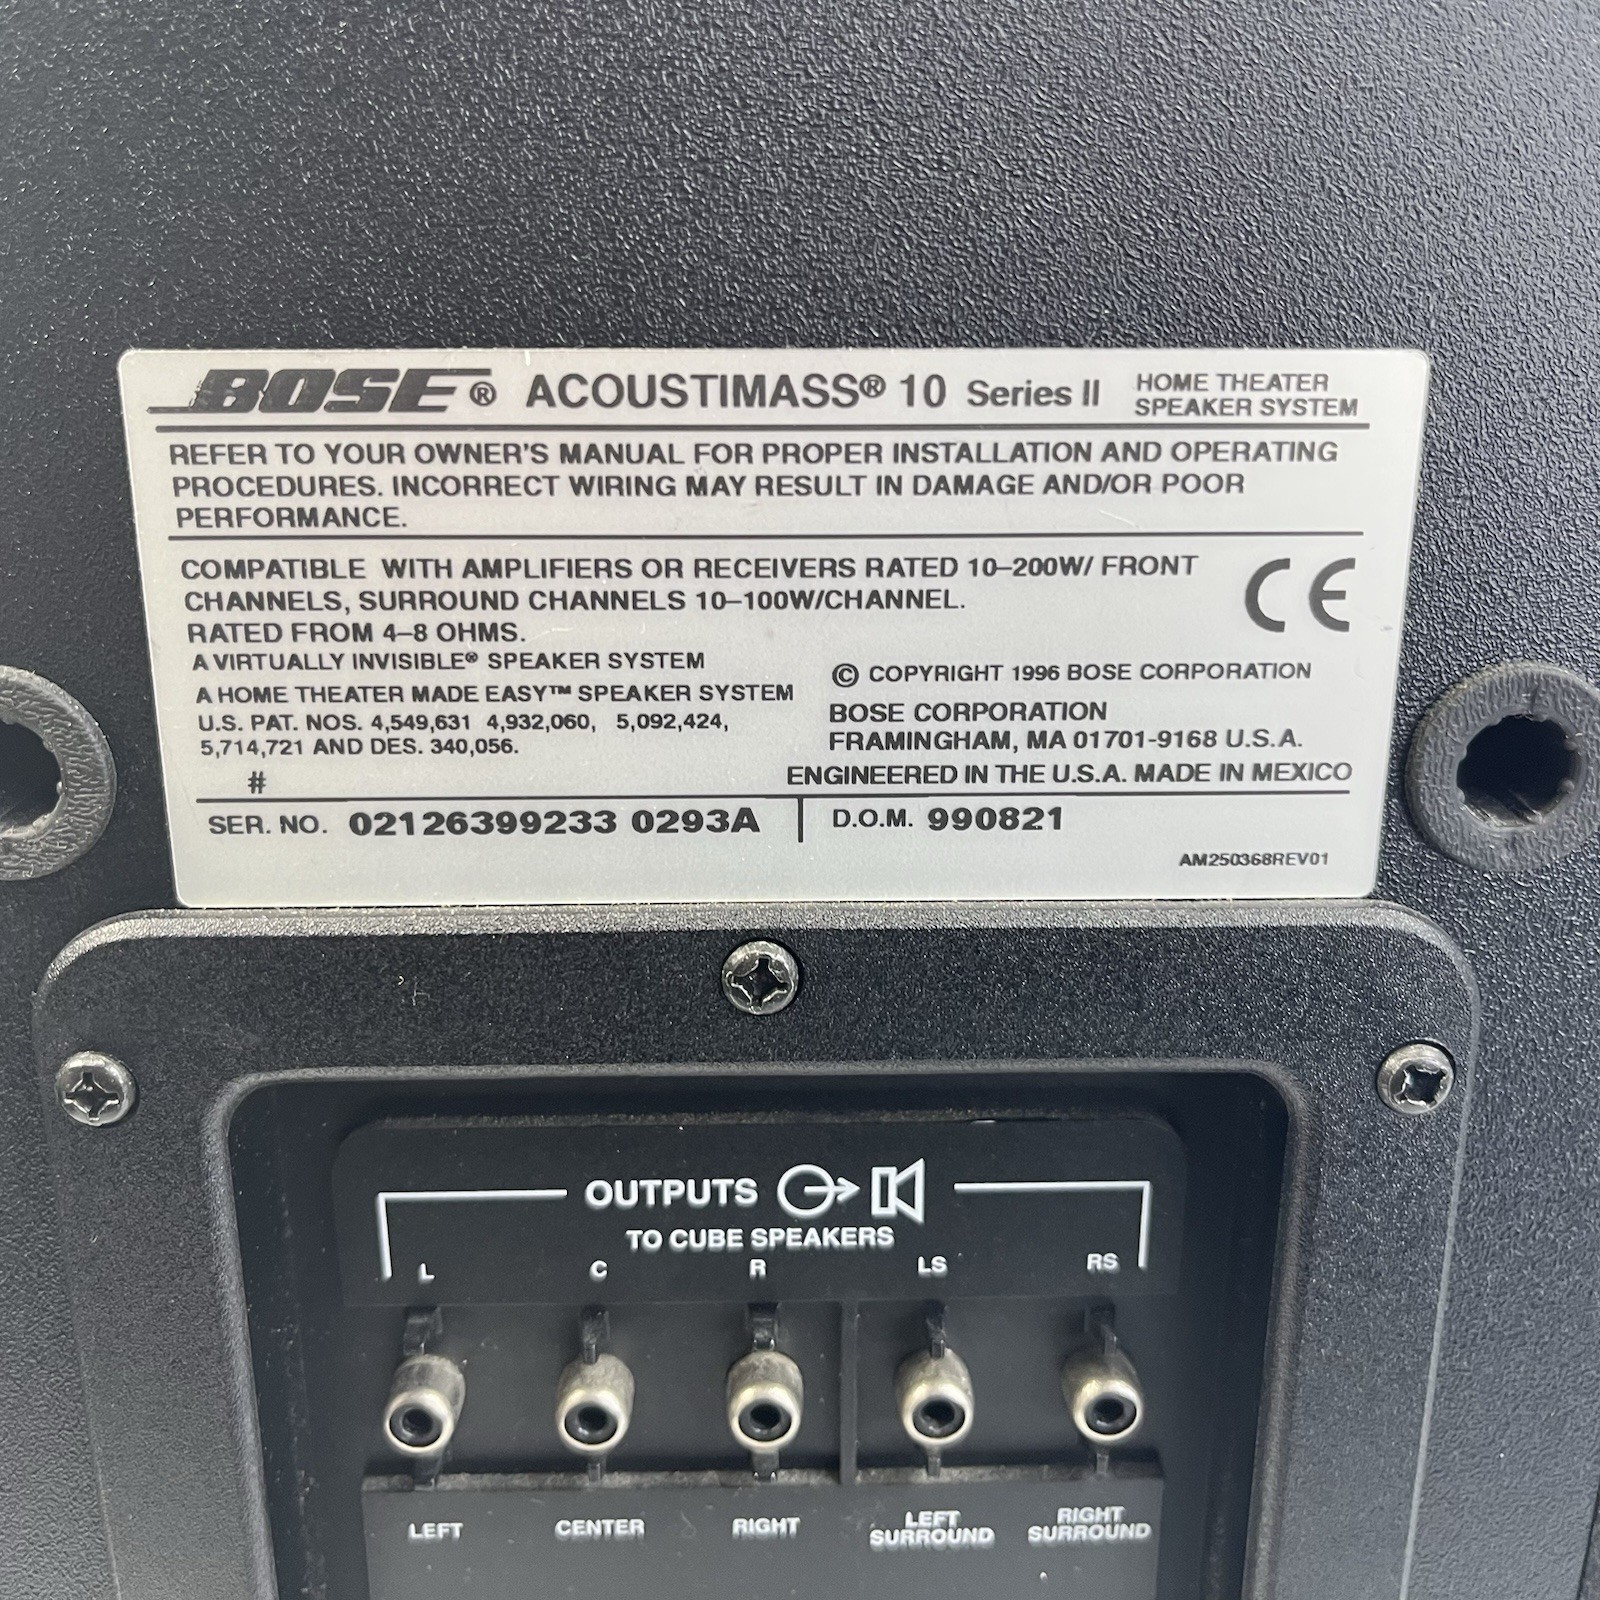 BOSE® ACOUSTIMASS® 10 Series II HOME THEATER
SPEAKER SYSTEM
REFER TO YOUR OWNER'S MANUAL FOR PROPER INSTALLATION AND OPERATING
PROCEDURES. INCORRECT WIRING MAY RESULT IN DAMAGE AND/OR POOR
PERFORMANCE.
COMPATIBLE WITH AMPLIFIERS OR RECEIVERS RATED 10–200W/ FRONT
CHANNELS, SURROUND CHANNELS 10–100W/CHANNEL.
RATED FROM 4–8 OHMS.
CE
A VIRTUALLY INVISIBLE® SPEAKER SYSTEM
A HOME THEATER MADE EASY™ SPEAKER SYSTEM
U.S. PAT. NOS. 4,549,631 4,932,060, 5,092,424,
5,714,721 AND DES. 340,056.
#
© COPYRIGHT 1996 BOSE CORPORATION
BOSE CORPORATION
FRAMINGHAM, MA 01701-9168 U.S.A.
ENGINEERED IN THE U.S.A. MADE IN MEXICO
SER. NO. 02126399233 0293A D.O.M. 990821
AM250368REV01
OUTPUTS
TO CUBE SPEAKERS
L C R LS RS
LEFT CENTER RIGHT LEFT
SURROUND RIGHT
SURROUND